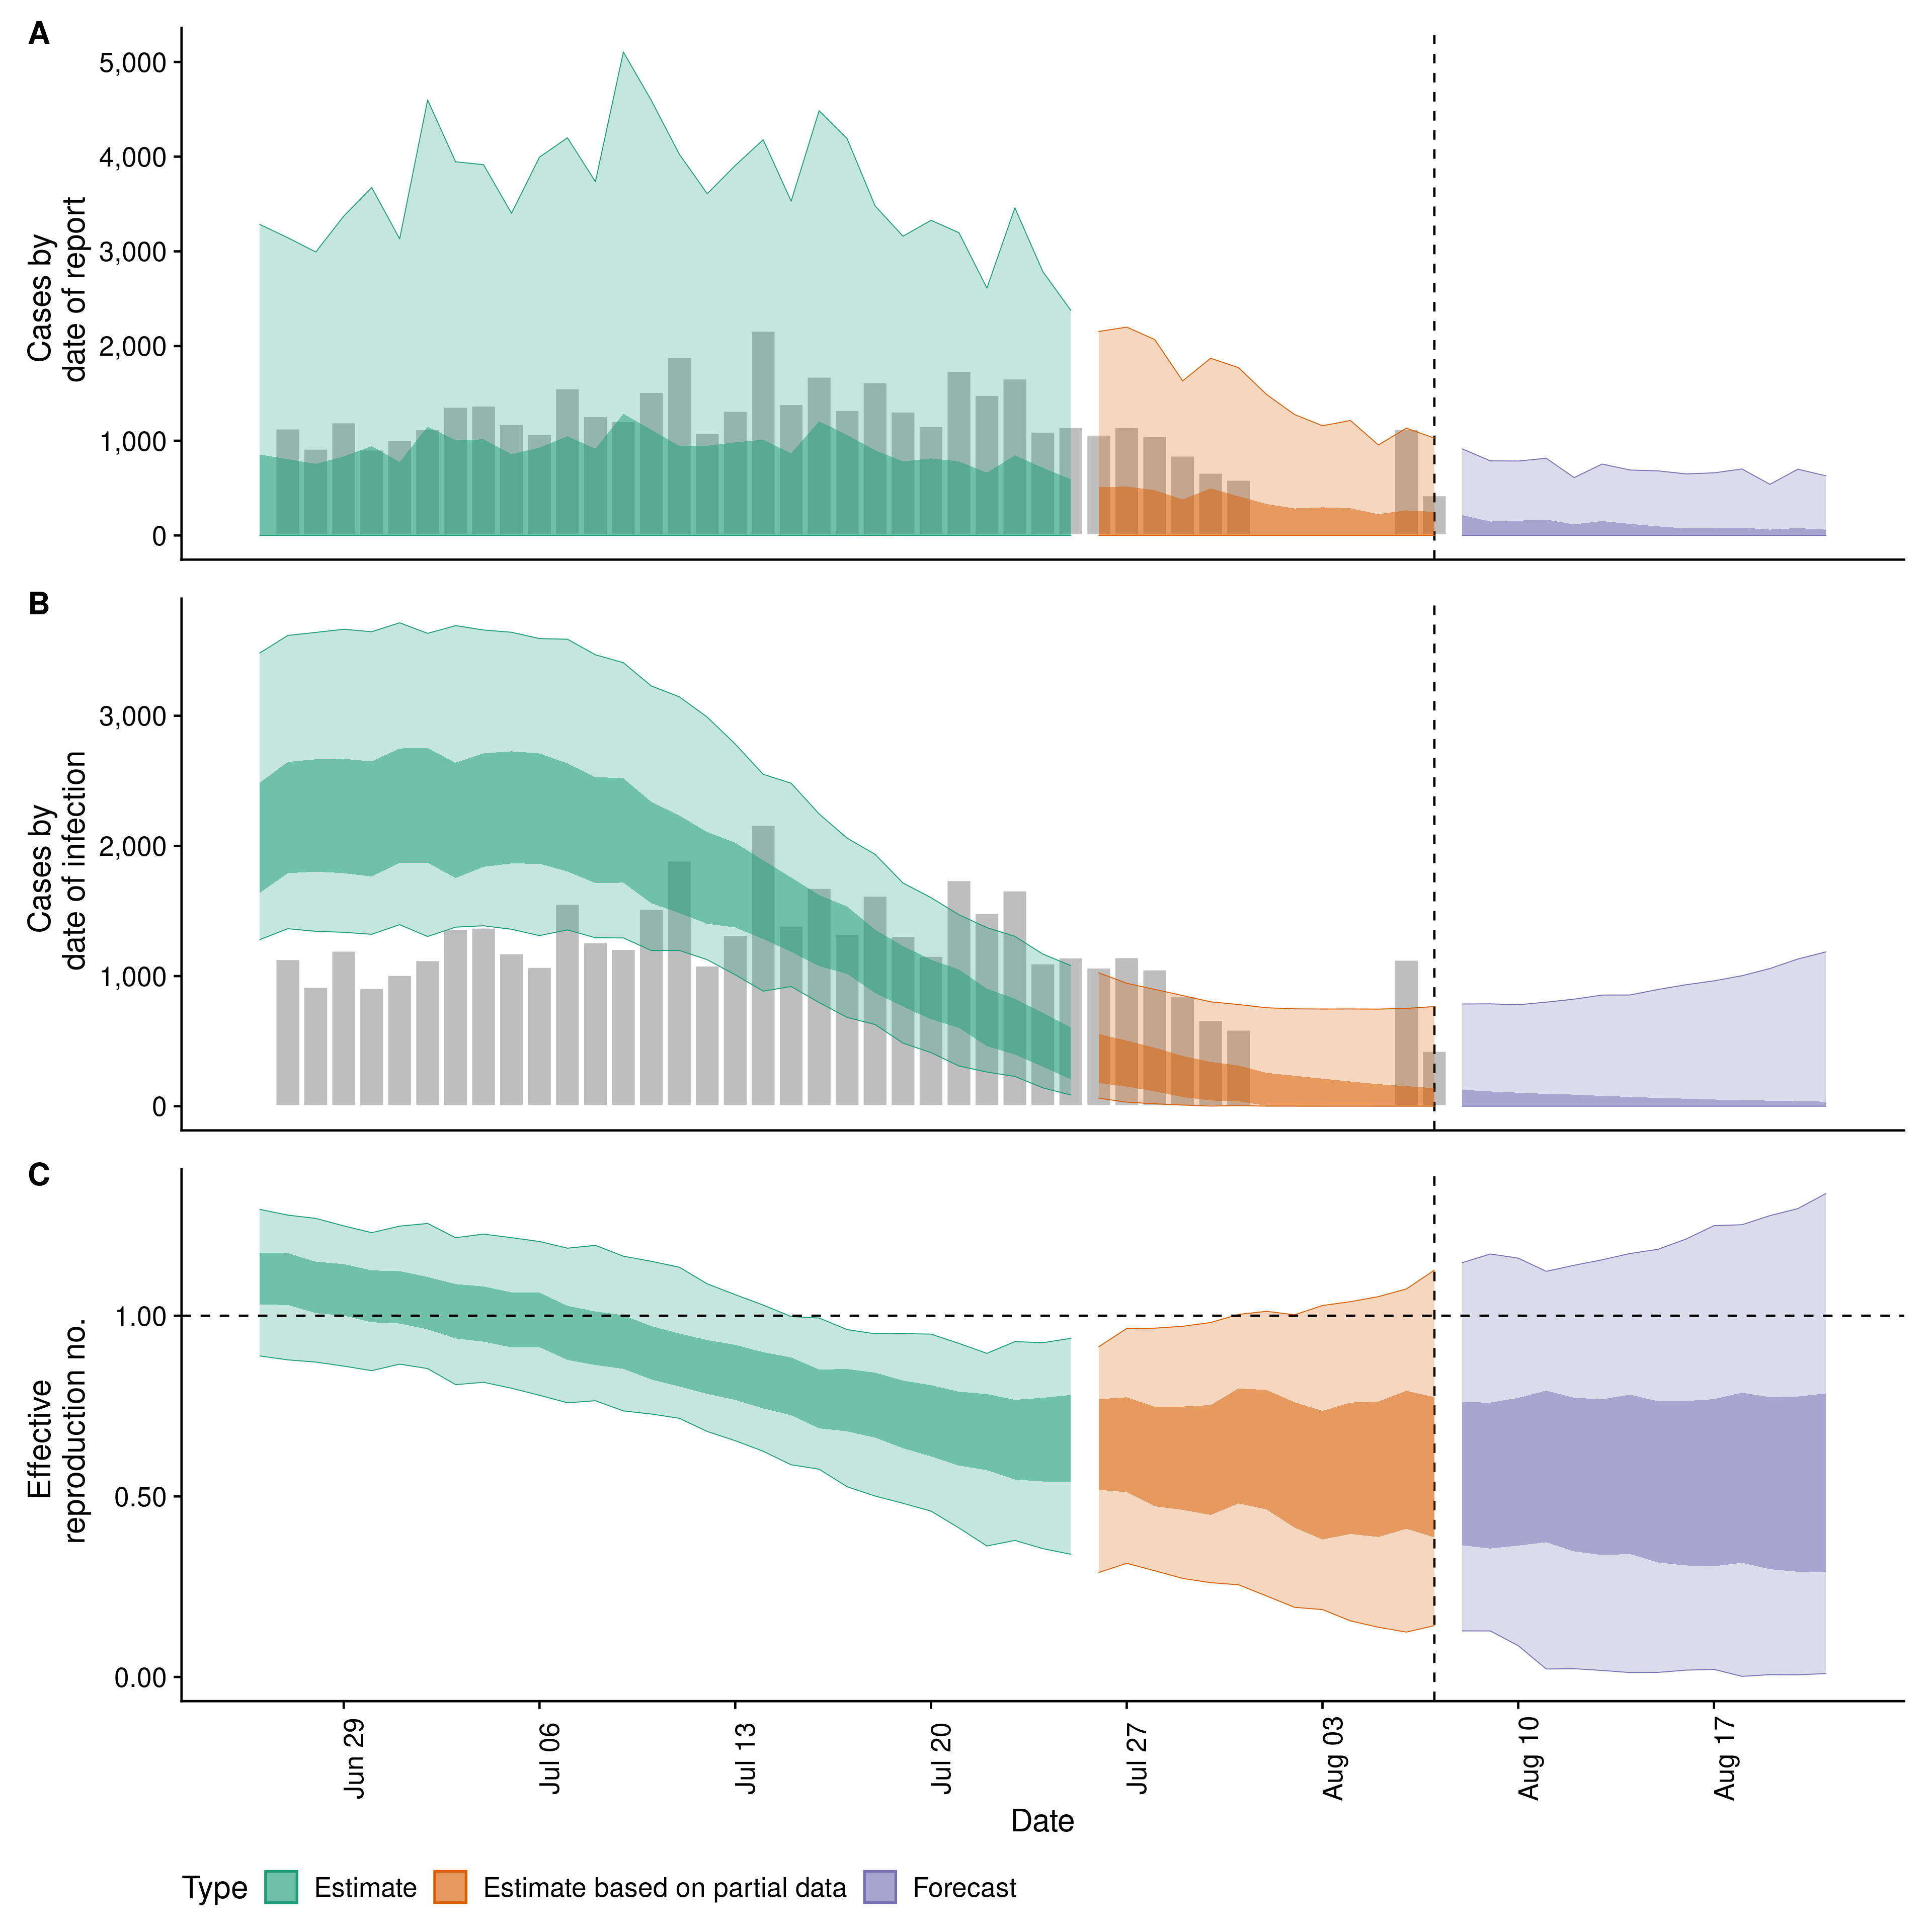 A
5,000
4,000
3,000
2,000
1,000
0
Cases by
date of report
B
3,000
2,000
1,000
0
Cases by
date of infection
C
1.00
0.50
0.00
Effective
reproduction no.
Jun 29
Jul 06
Jul 13
Jul 20
Jul 27
Aug 03
Aug 10
Aug 17
Date
Type Estimate Estimate based on partial data Forecast